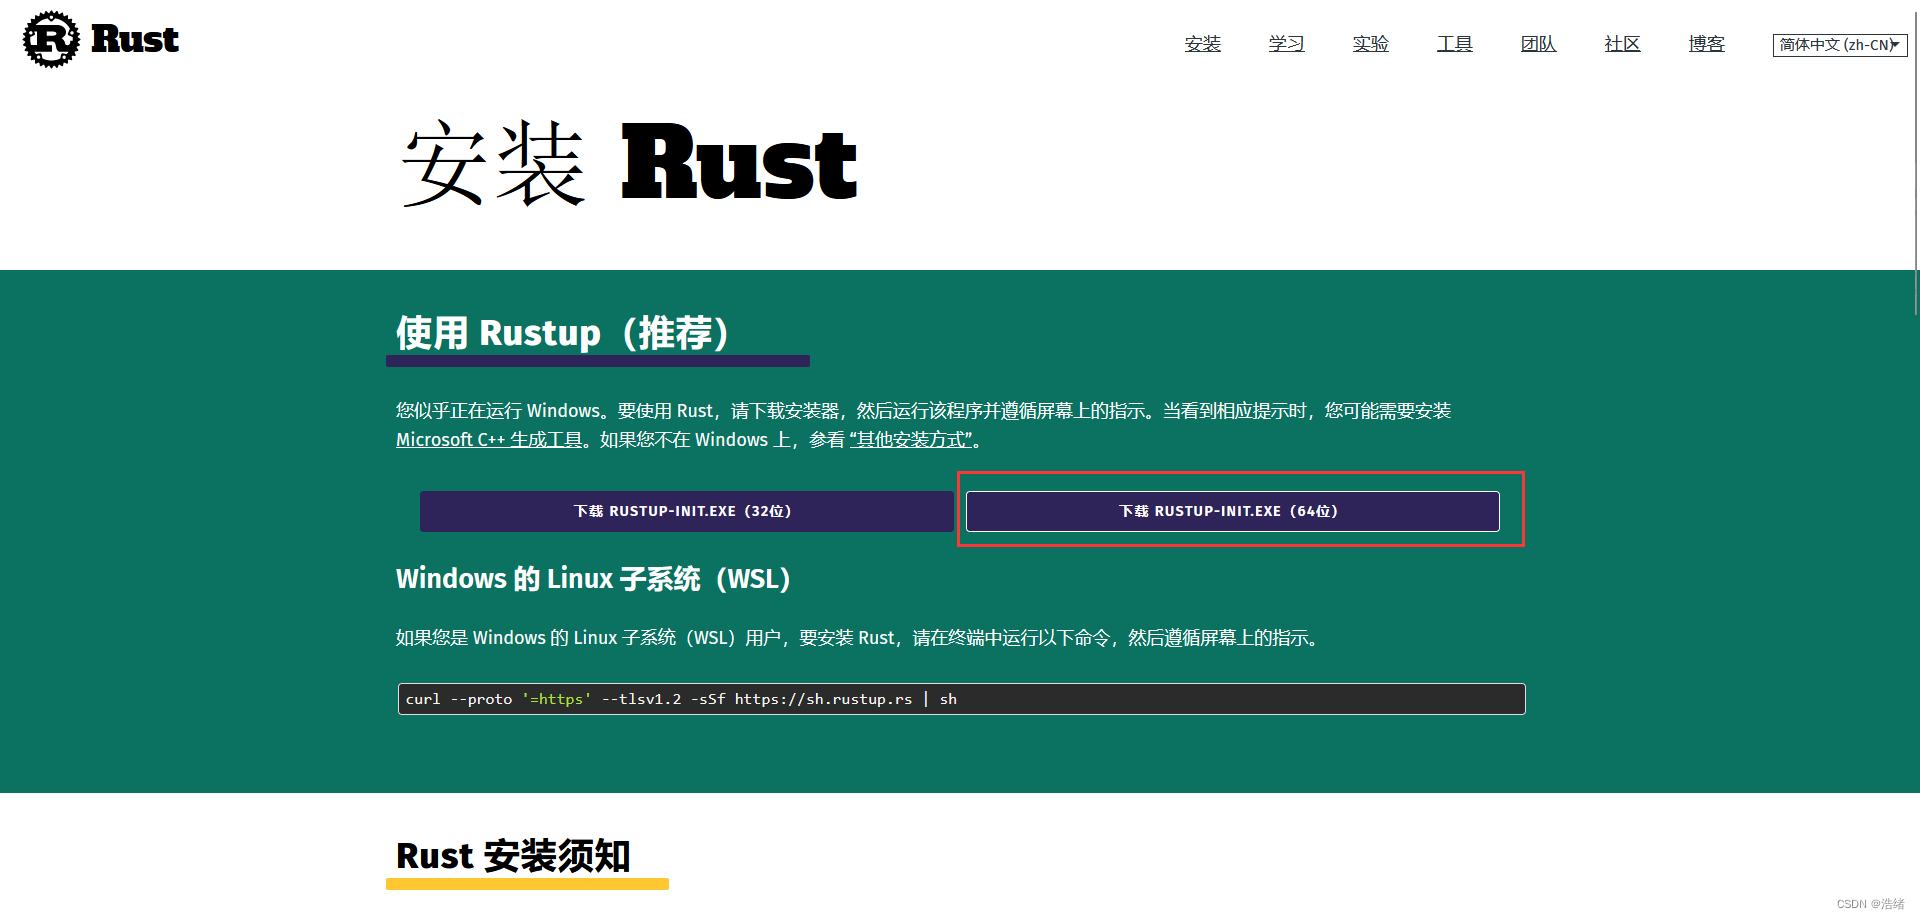 Rust
安装 学习 实验 工具 团队 社区 博客 简体中文 (zh-CN)
安装 Rust
使用 Rustup（推荐）
您似乎正在运行 Windows。要使用 Rust，请下载安装器，然后运行该程序并遵循屏幕上的指示。当看到相应提示时，您可能需要安装
Microsoft C++ 生成工具。如果您不在 Windows 上，参看 “其他安装方式”。
下载 RUSTUP-INIT.EXE（32位） 下载 RUSTUP-INIT.EXE（64位）
Windows 的 Linux 子系统（WSL）
如果您是 Windows 的 Linux 子系统（WSL）用户，要安装 Rust，请在终端中运行以下命令，然后遵循屏幕上的指示。
curl --proto '=https' --tlsv1.2 -sSf https://sh.rustup.rs | sh
Rust 安装须知
CSDN @浩绪